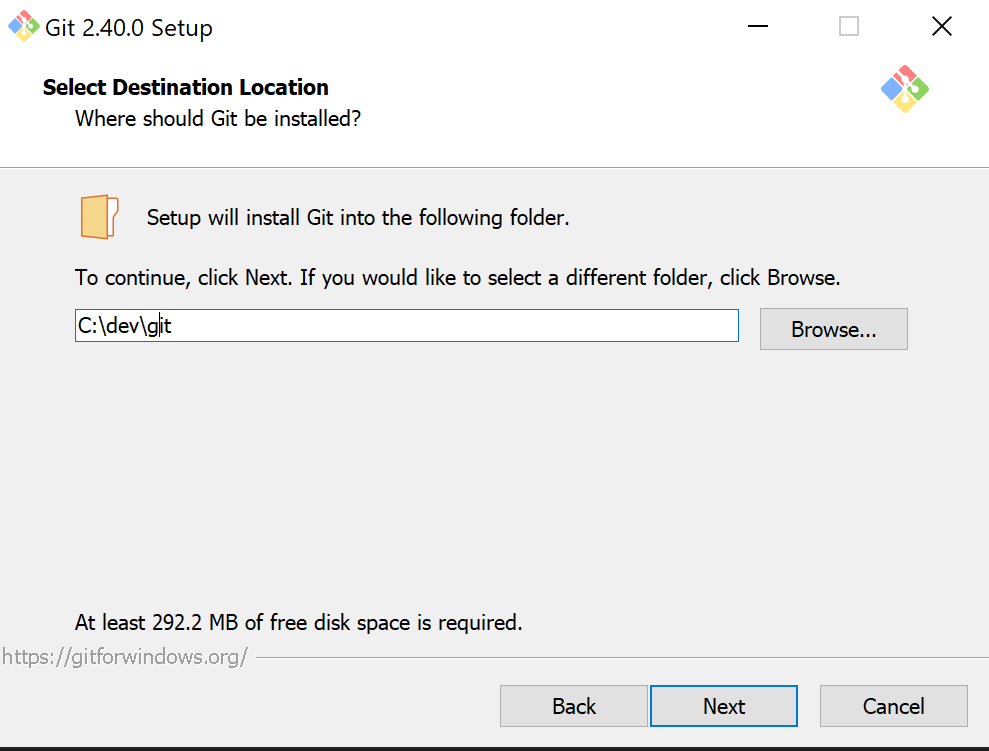 Git 2.40.0 Setup
Select Destination Location
Where should Git be installed?
Setup will install Git into the following folder.
To continue, click Next. If you would like to select a different folder, click Browse.
C:\dev\git
Browse...
At least 292.2 MB of free disk space is required.
https://gitforwindows.org/
Back
Next
Cancel